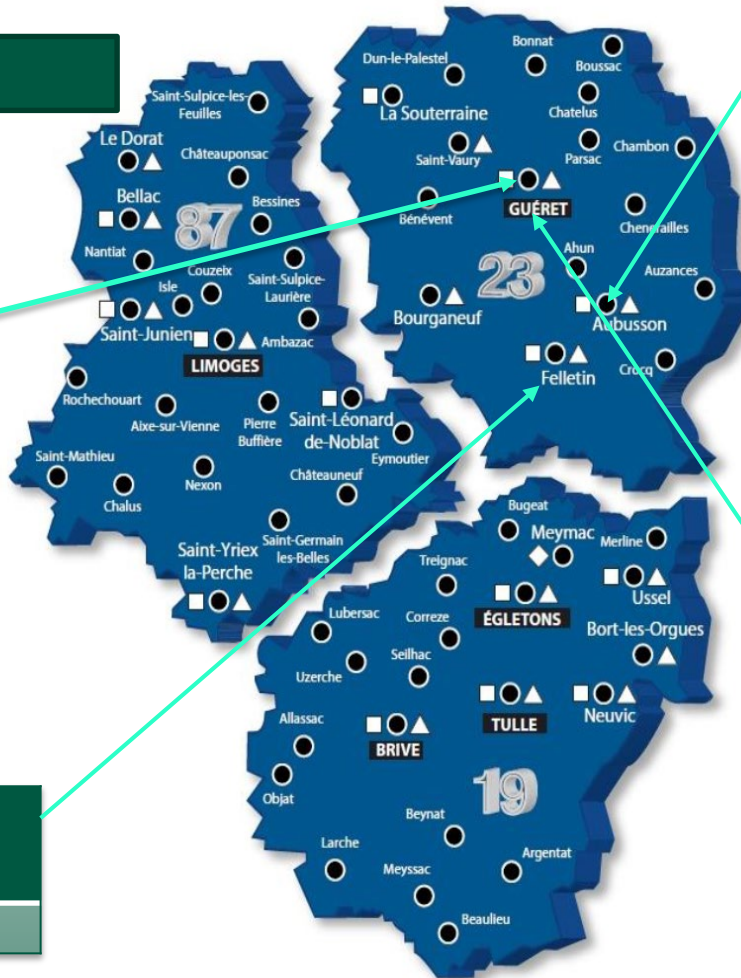 Saint-Sulpice-les-
Feuilles
Le Dorat
Châteauponsac
Bellac
87
Bessines
Nantiat
Couzeix
Isle
Saint-Sulpice-
Laurière
Saint-Junien
Ambazac
LIMOGES
Rochechouart
Aixe-sur-Vienne
Pierre
Buffière
Saint-Léonard
de-Noblat
Eymoutier
Saint-Mathieu
Chalus
Nexon
Châteauneuf
Saint-Germain
les-Belles
Saint-Yriex
la-Perche
Bonnat
Boussac
Dun-le-Palestel
La Souterraine
Chatelus
Saint-Vaury
Parsac
Chambon
GUÉRET
Bénévent
Chenerailles
Ahun
23
Auzances
Bourganeuf
Aubusson
Felletin
Crocq
Bugeat
Meymac
Merline
Treignac
Ussel
ÉGLETONS
Lubersac
Correze
Bort-les-Orgues
Seilhac
Uzerche
Allassac
BRIVE
TULLE
Neuvic
Objat
19
Beynat
Larche
Meyssac
Argentat
Beaulieu